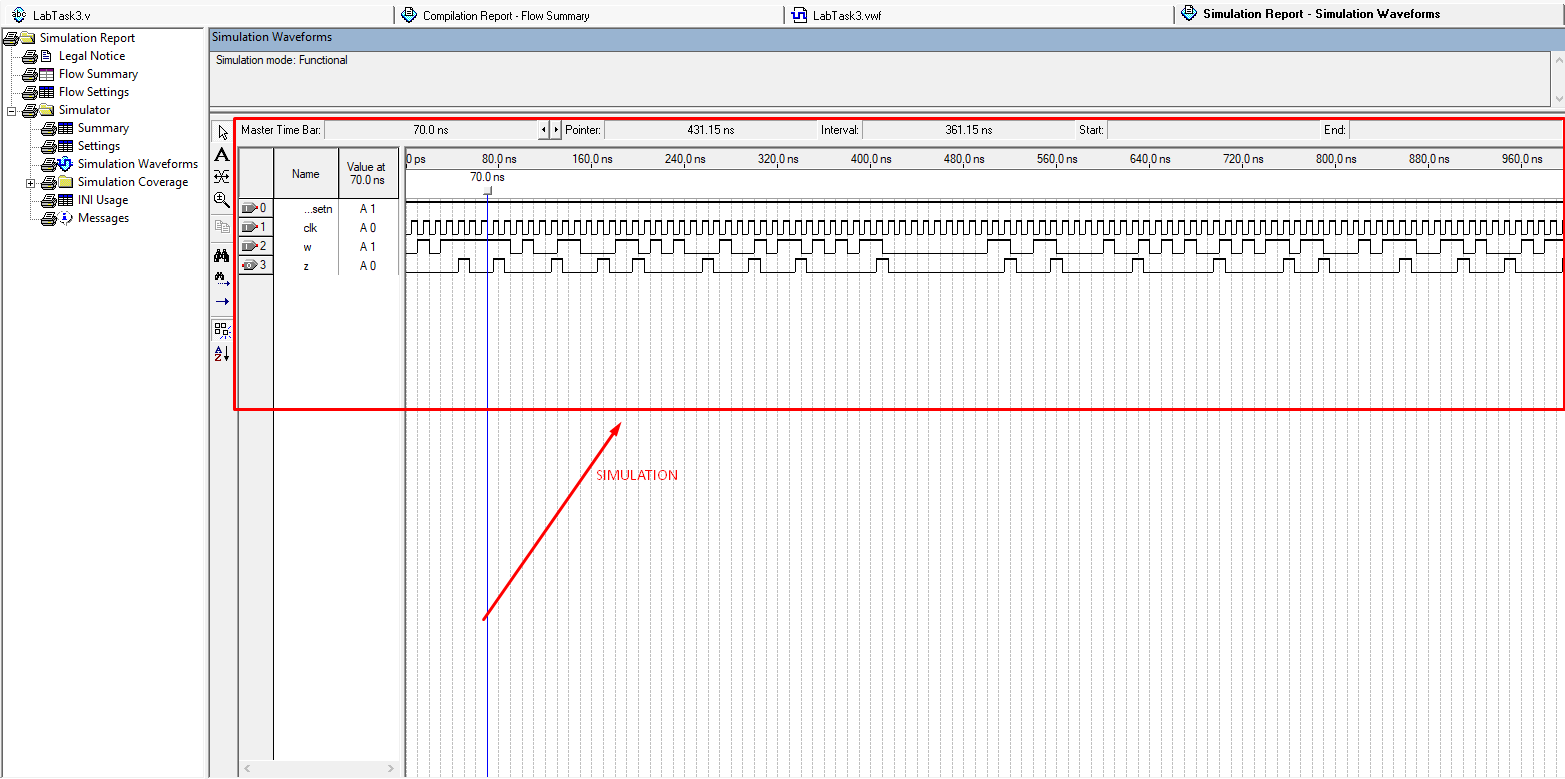 LabTask3.v
Compilation Report - Flow Summary
LabTask3.vwf
Simulation Report - Simulation Waveforms
Simulation Report
Legal Notice
Flow Summary
Flow Settings
Simulator
Summary
Settings
Simulation Waveforms
Simulation Coverage
INI Usage
Messages
Simulation Waveforms
Simulation mode: Functional
Master Time Bar: 70.0 ns Pointer: 431.15 ns Interval: 361.15 ns Start: End:
Name
Value at
70.0 ns
0 ps 80.0 ns 160.0 ns 240.0 ns 320.0 ns 400.0 ns 480.0 ns 560.0 ns 640.0 ns 720.0 ns 800.0 ns 880.0 ns 960.0 ns
70.0 ns
0 ...setn A 1
1 clk A 0
2 w A 1
3 z A 0
SIMULATION